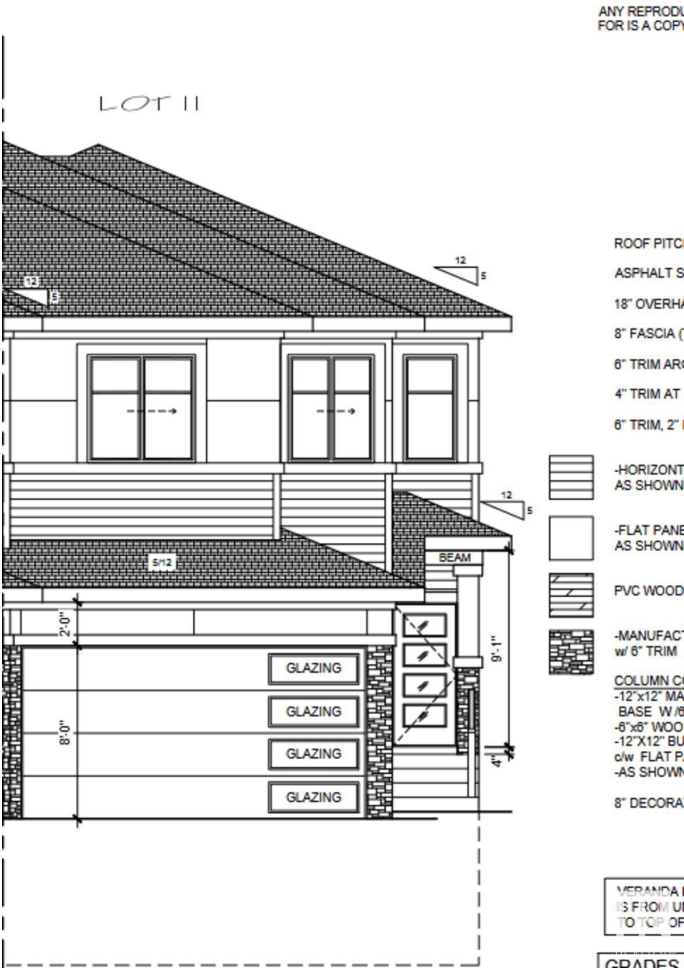 ANY REPRODU
FOR IS A COPY
LOT 11
ROOF PITC
12
5
ASPHALT S
12
5
18" OVERHA
8" FASCIA (
6" TRIM ARO
4" TRIM AT
6" TRIM, 2"
-HORIZONT
AS SHOWN
12
5
-FLAT PANE
AS SHOWN
BEAM
5/12
PVC WOOD
2'-0"
9'-1"
-MANUFACT
w/ 6" TRIM
GLAZING
COLUMN CO
-12"x12" MA
BASE W/6
GLAZING
-6"x6" WOO
-12"X12" BU
8'-0"
GLAZING
c/w FLAT PA
4"
-AS SHOWN
GLAZING
8" DECORA
VERANDA
IS FROM U
TO TOP OF
GRADES